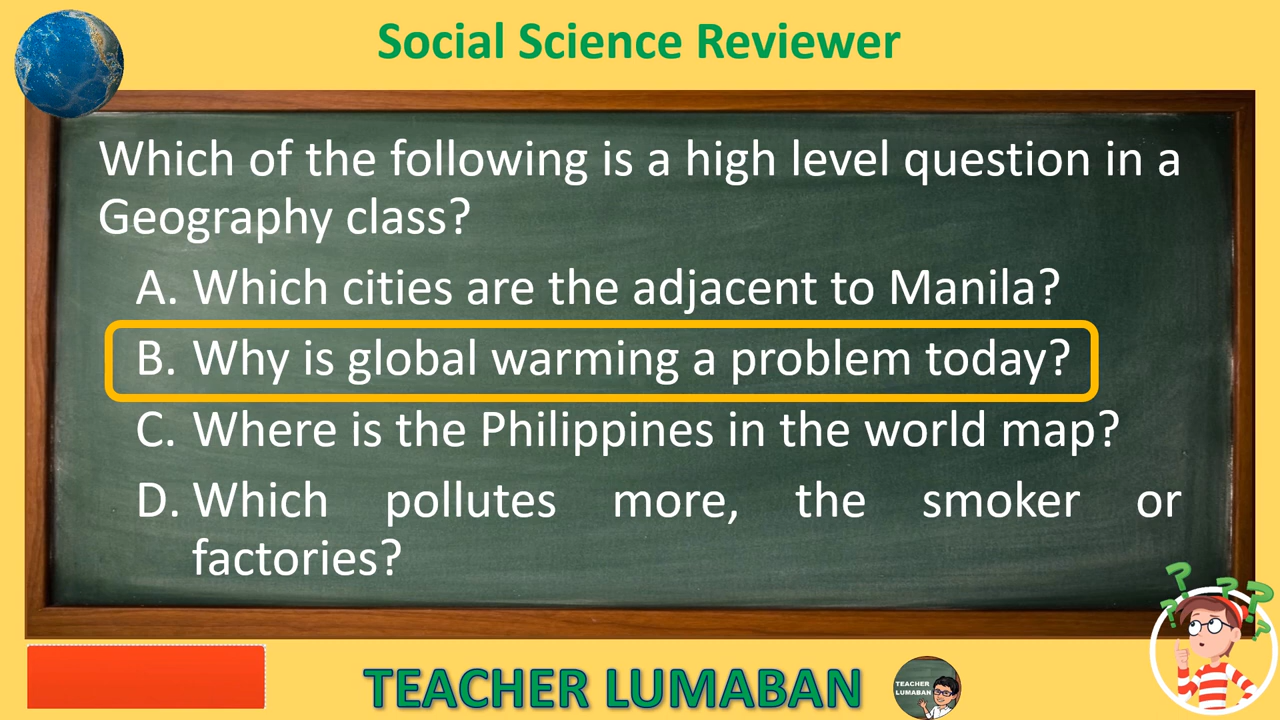 Social Science Reviewer
Which of the following is a high level question in a
Geography class?
A. Which cities are the adjacent to Manila?
B. Why is global warming a problem today?
C. Where is the Philippines in the world map?
D. Which pollutes more, the smoker or
factories?
TEACHER LUMABAN
TEACHER
LUMABAN